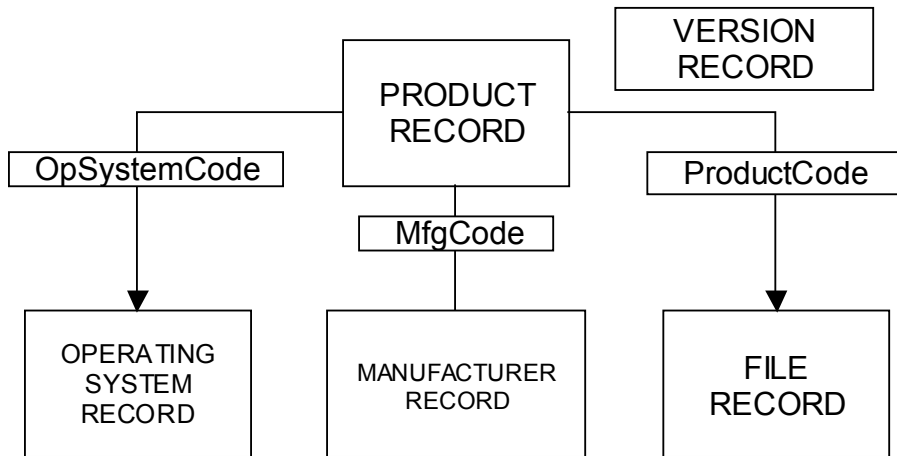 VERSION
RECORD
PRODUCT
RECORD
OpSystemCode
ProductCode
MfgCode
OPERATING
SYSTEM
RECORD
MANUFACTURER
RECORD
FILE
RECORD